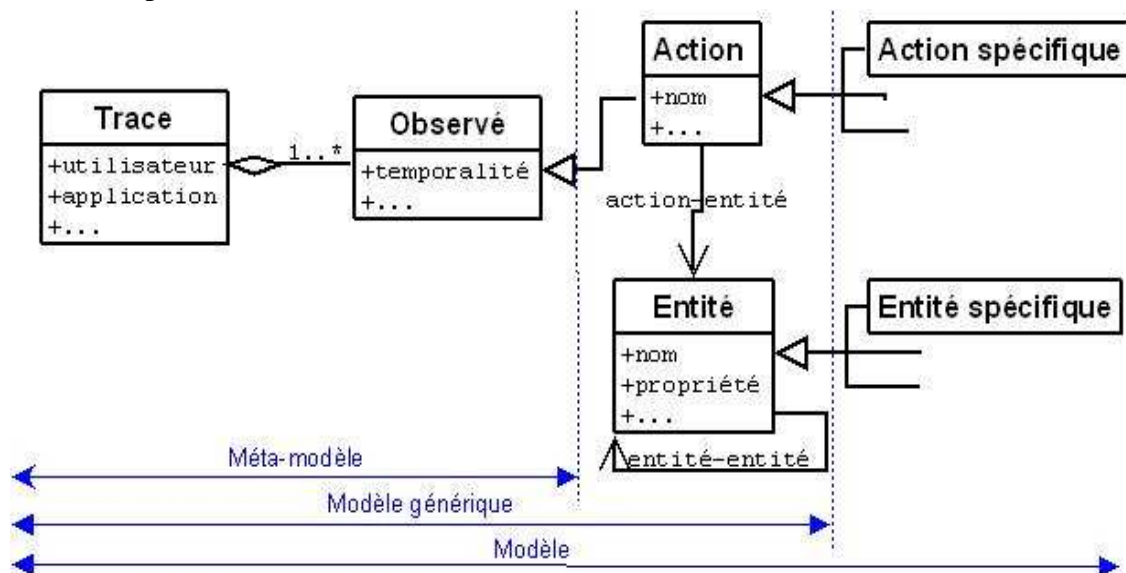 Trace
+utilisateur
+application
+...
1..*
Observé
+temporalité
+...
Action
+nom
+...
action-entité
Action spécifique
Entité
+nom
+propriété
+...
entité-entité
Entité spécifique
Méta-modèle
Modèle générique
Modèle